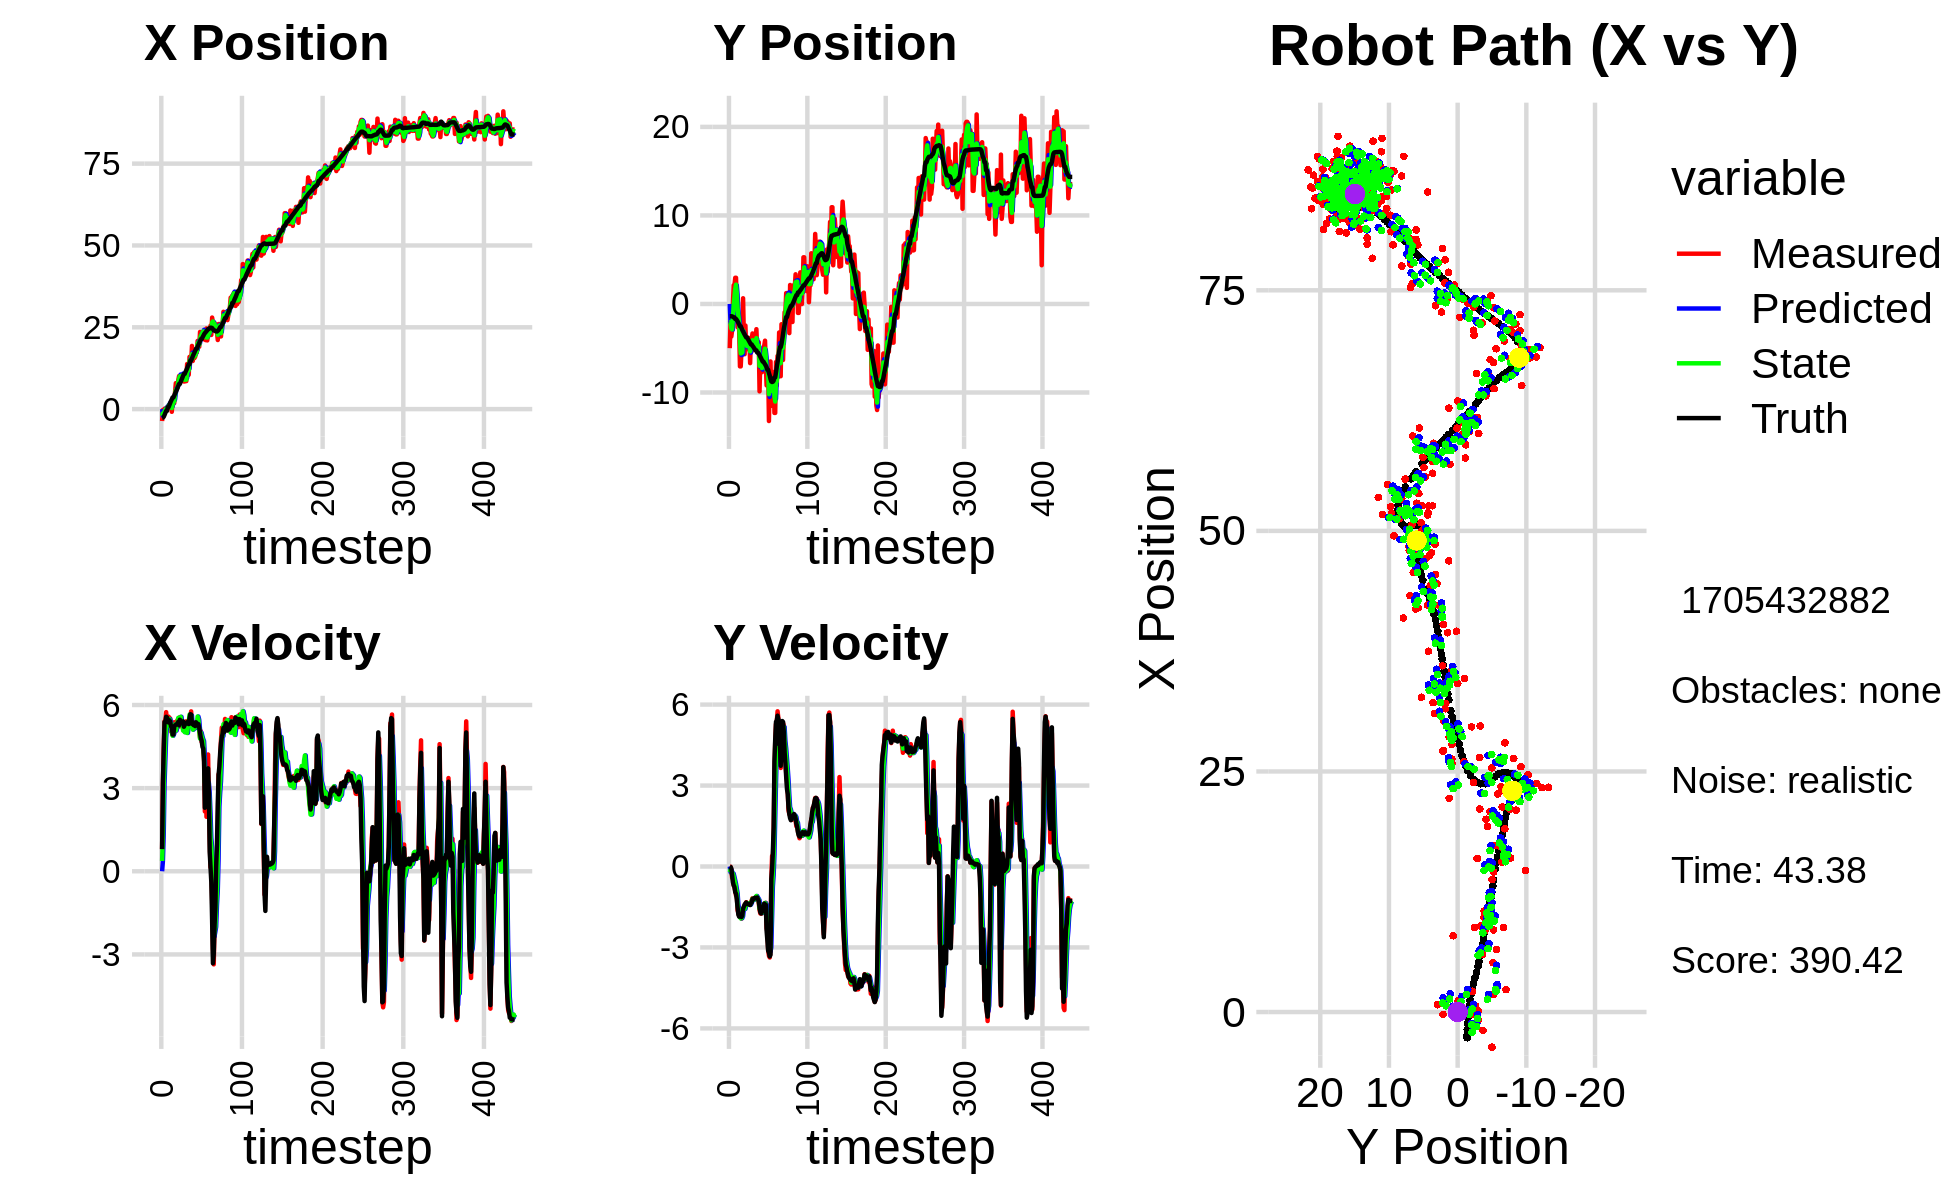 X Position
75
50
25
0
0 100 200 300 400
timestep
Y Position
20
10
0
-10
0 100 200 300 400
timestep
X Velocity
6
3
0
-3
0 100 200 300 400
timestep
Y Velocity
6
3
0
-3
-6
0 100 200 300 400
timestep
Robot Path (X vs Y)
X Position
75
50
25
0
20 10 0 -10 -20
Y Position
variable
Measured
Predicted
State
Truth
1705432882
Obstacles: none
Noise: realistic
Time: 43.38
Score: 390.42